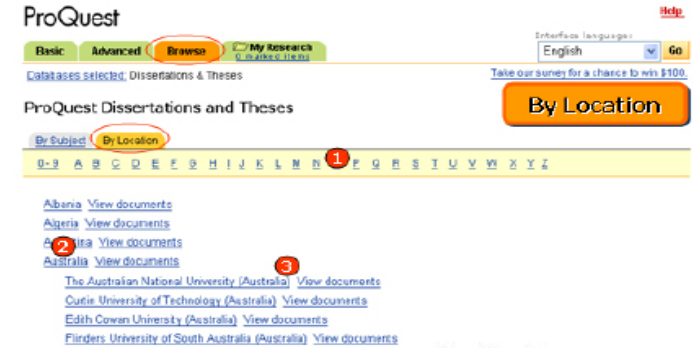 ProQuest
Help
Interface language:
Basic Advanced Browse My Research
0 marked items
English Go
Databases selected: Dissertations & Theses
Take our survey for a chance to win $100.
ProQuest Dissertations and Theses
By Location
By Subject By Location
0-9 A B C D E F G H I J K L M N 1 P Q R S T U V W X Y Z
Albania View documents
Algeria View documents
View documents
2
Australia View documents
3
The Australian National University (Australia) View documents
Curtin University of Technology (Australia) View documents
Edith Cowan University (Australia) View documents
Flinders University of South Australia (Australia) View documents